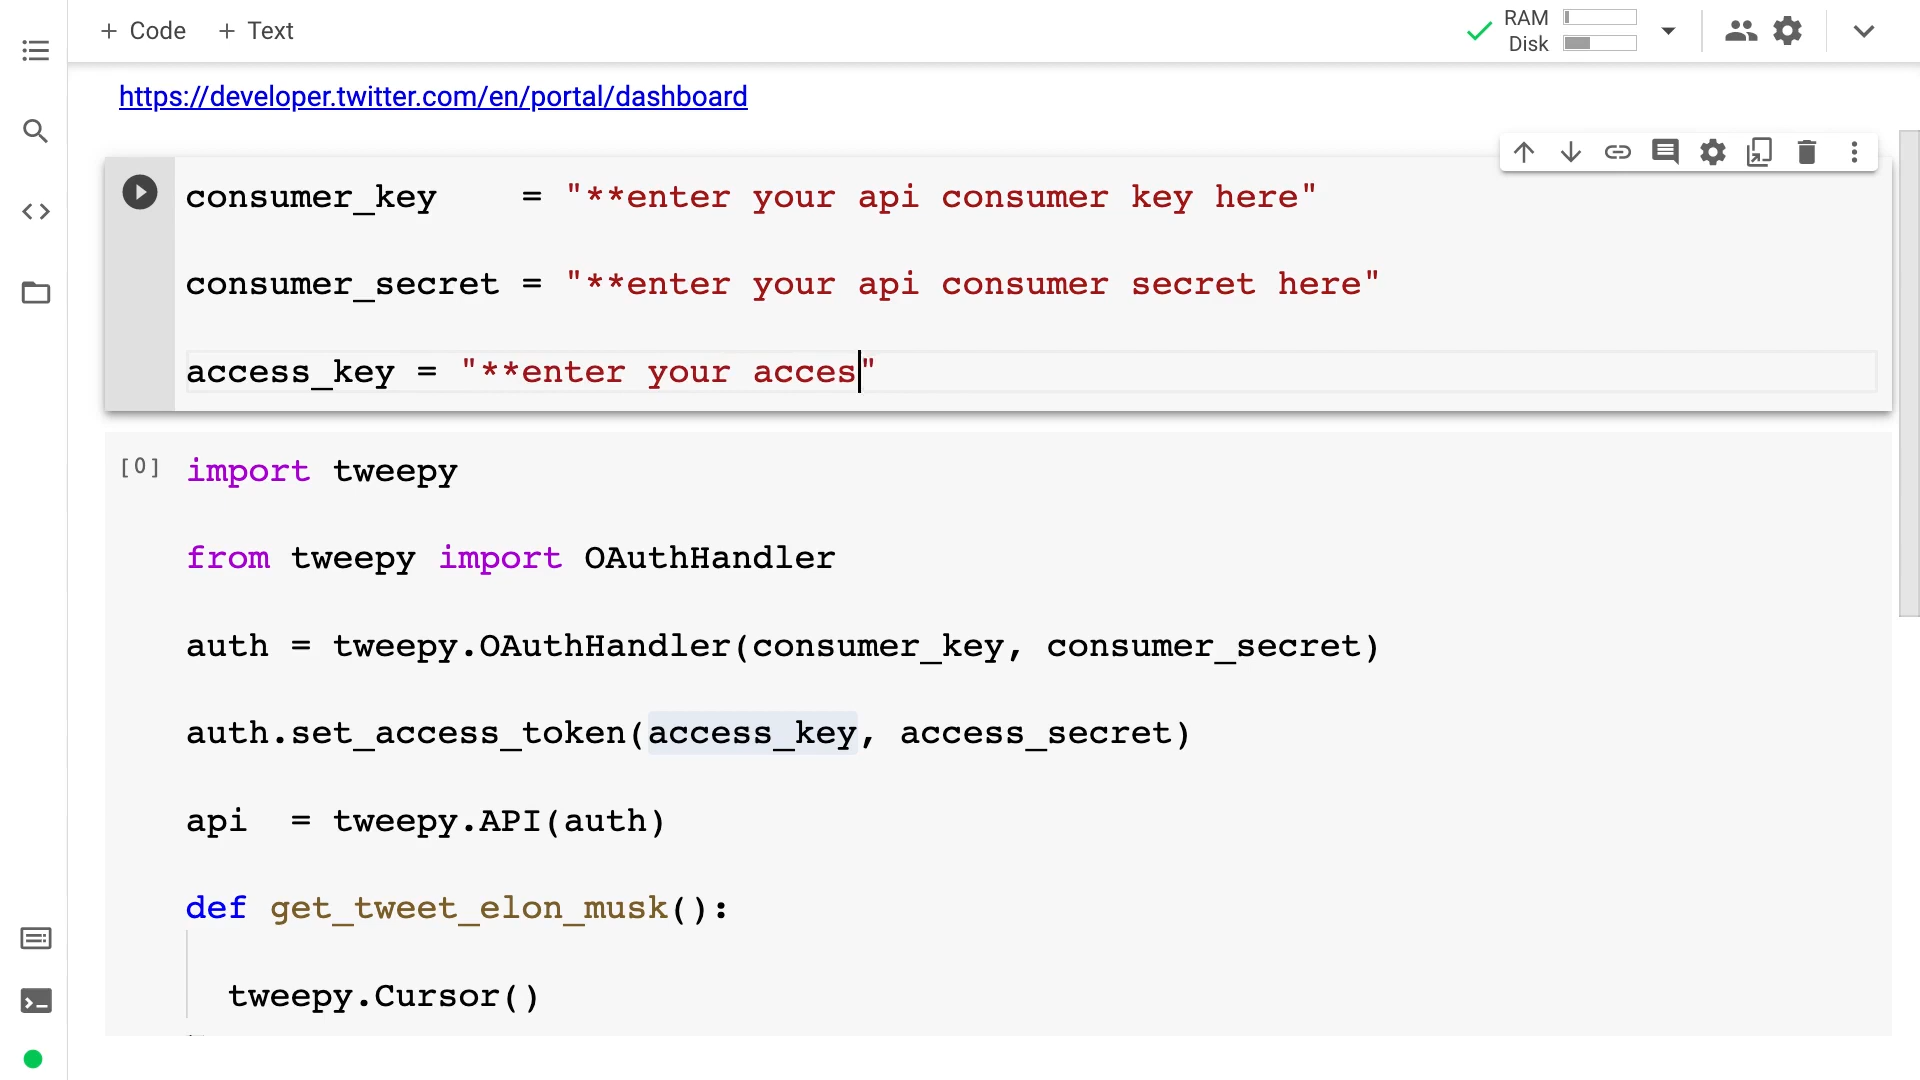 + Code + Text
RAM
Disk
https://developer.twitter.com/en/portal/dashboard
consumer_key    = "**enter your api consumer key here"
consumer_secret = "**enter your api consumer secret here"
access_key = "**enter your acces"
[0]
import tweepy
from tweepy import OAuthHandler
auth = tweepy.OAuthHandler(consumer_key, consumer_secret)
auth.set_access_token(access_key, access_secret)
api  = tweepy.API(auth)
def get_tweet_elon_musk():
  tweepy.Cursor()